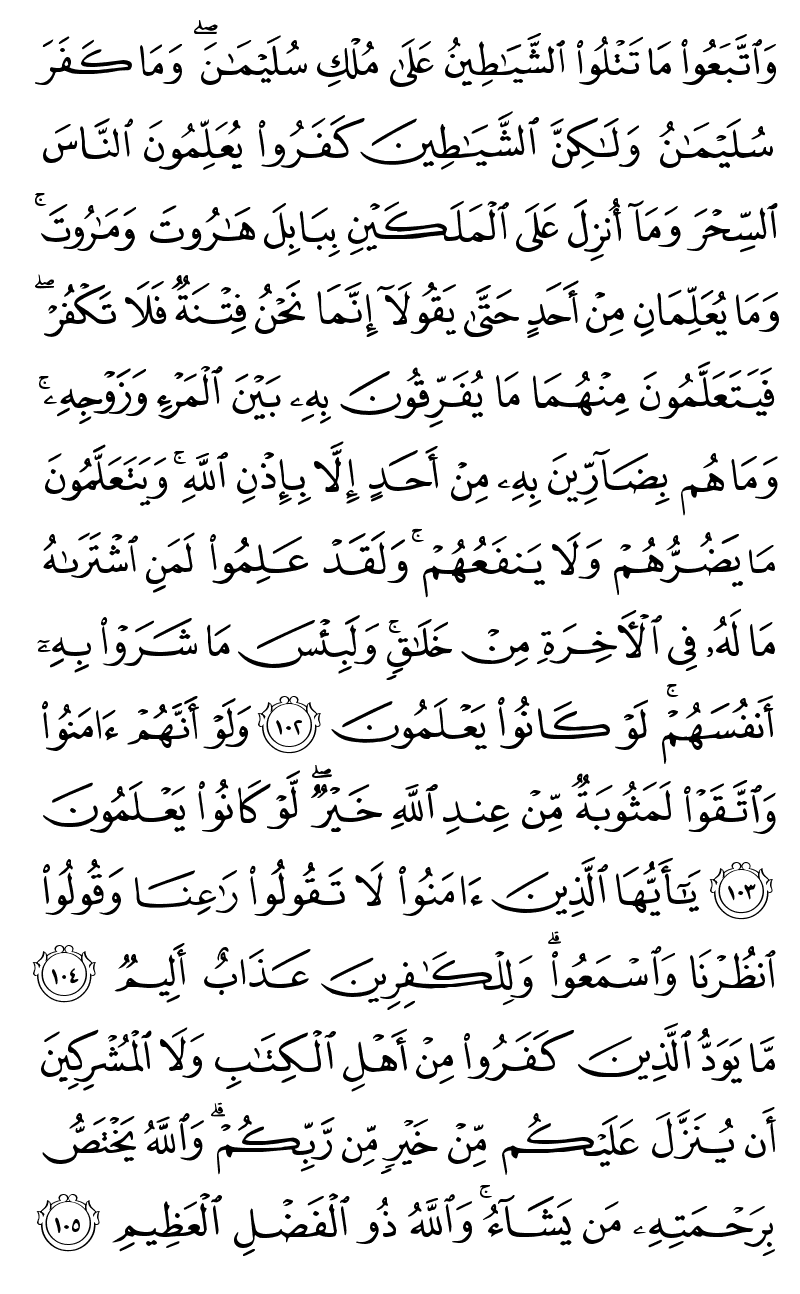 وَٱتَّبَعُوا۟ مَا تَتْلُوا۟ ٱلشَّيَـٰطِينُ عَلَىٰ مُلْكِ سُلَيْمَـٰنَ ۖ وَمَا كَفَرَ
سُلَيْمَـٰنُ وَلَـٰكِنَّ ٱلشَّيَـٰطِينَ كَفَرُوا۟ يُعَلِّمُونَ ٱلنَّاسَ
ٱلسِّحْرَ وَمَآ أُنزِلَ عَلَى ٱلْمَلَكَيْنِ بِبَابِلَ هَـٰرُوتَ وَمَـٰرُوتَ ۚ
وَمَا يُعَلِّمَانِ مِنْ أَحَدٍ حَتَّىٰ يَقُولَآ إِنَّمَا نَحْنُ فِتْنَةٌ فَلَا تَكْفُرْ ۖ
فَيَتَعَلَّمُونَ مِنْهُمَا مَا يُفَرِّقُونَ بِهِۦ بَيْنَ ٱلْمَرْءِ وَزَوْجِهِۦ ۚ
وَمَا هُم بِضَآرِّينَ بِهِۦ مِنْ أَحَدٍ إِلَّا بِإِذْنِ ٱللَّهِ ۚ وَيَتَعَلَّمُونَ
مَا يَضُرُّهُمْ وَلَا يَنفَعُهُمْ ۚ وَلَقَدْ عَلِمُوا۟ لَمَنِ ٱشْتَرَىٰهُ
مَا لَهُۥ فِى ٱلْـَٔاخِرَةِ مِنْ خَلَـٰقٍ ۚ وَلَبِئْسَ مَا شَرَوْا۟ بِهِۦٓ
أَنفُسَهُمْ ۚ لَوْ كَانُوا۟ يَعْلَمُونَ ١٠٢ وَلَوْ أَنَّهُمْ ءَامَنُوا۟
وَٱتَّقَوْا۟ لَمَثُوبَةٌ مِّنْ عِندِ ٱللَّهِ خَيْرٌ ۖ لَّوْ كَانُوا۟ يَعْلَمُونَ
١٠٣ يَـٰٓأَيُّهَا ٱلَّذِينَ ءَامَنُوا۟ لَا تَقُولُوا۟ رَٰعِنَا وَقُولُوا۟
ٱنظُرْنَا وَٱسْمَعُوا۟ ۗ وَلِلْكَـٰفِرِينَ عَذَابٌ أَلِيمٌ ١٠٤
مَّا يَوَدُّ ٱلَّذِينَ كَفَرُوا۟ مِنْ أَهْلِ ٱلْكِتَـٰبِ وَلَا ٱلْمُشْرِكِينَ
أَن يُنَزَّلَ عَلَيْكُم مِّنْ خَيْرٍ مِّن رَّبِّكُمْ ۗ وَٱللَّهُ يَخْتَصُّ
بِرَحْمَتِهِۦ مَن يَشَآءُ ۚ وَٱللَّهُ ذُو ٱلْفَضْلِ ٱلْعَظِيمِ ١٠٥